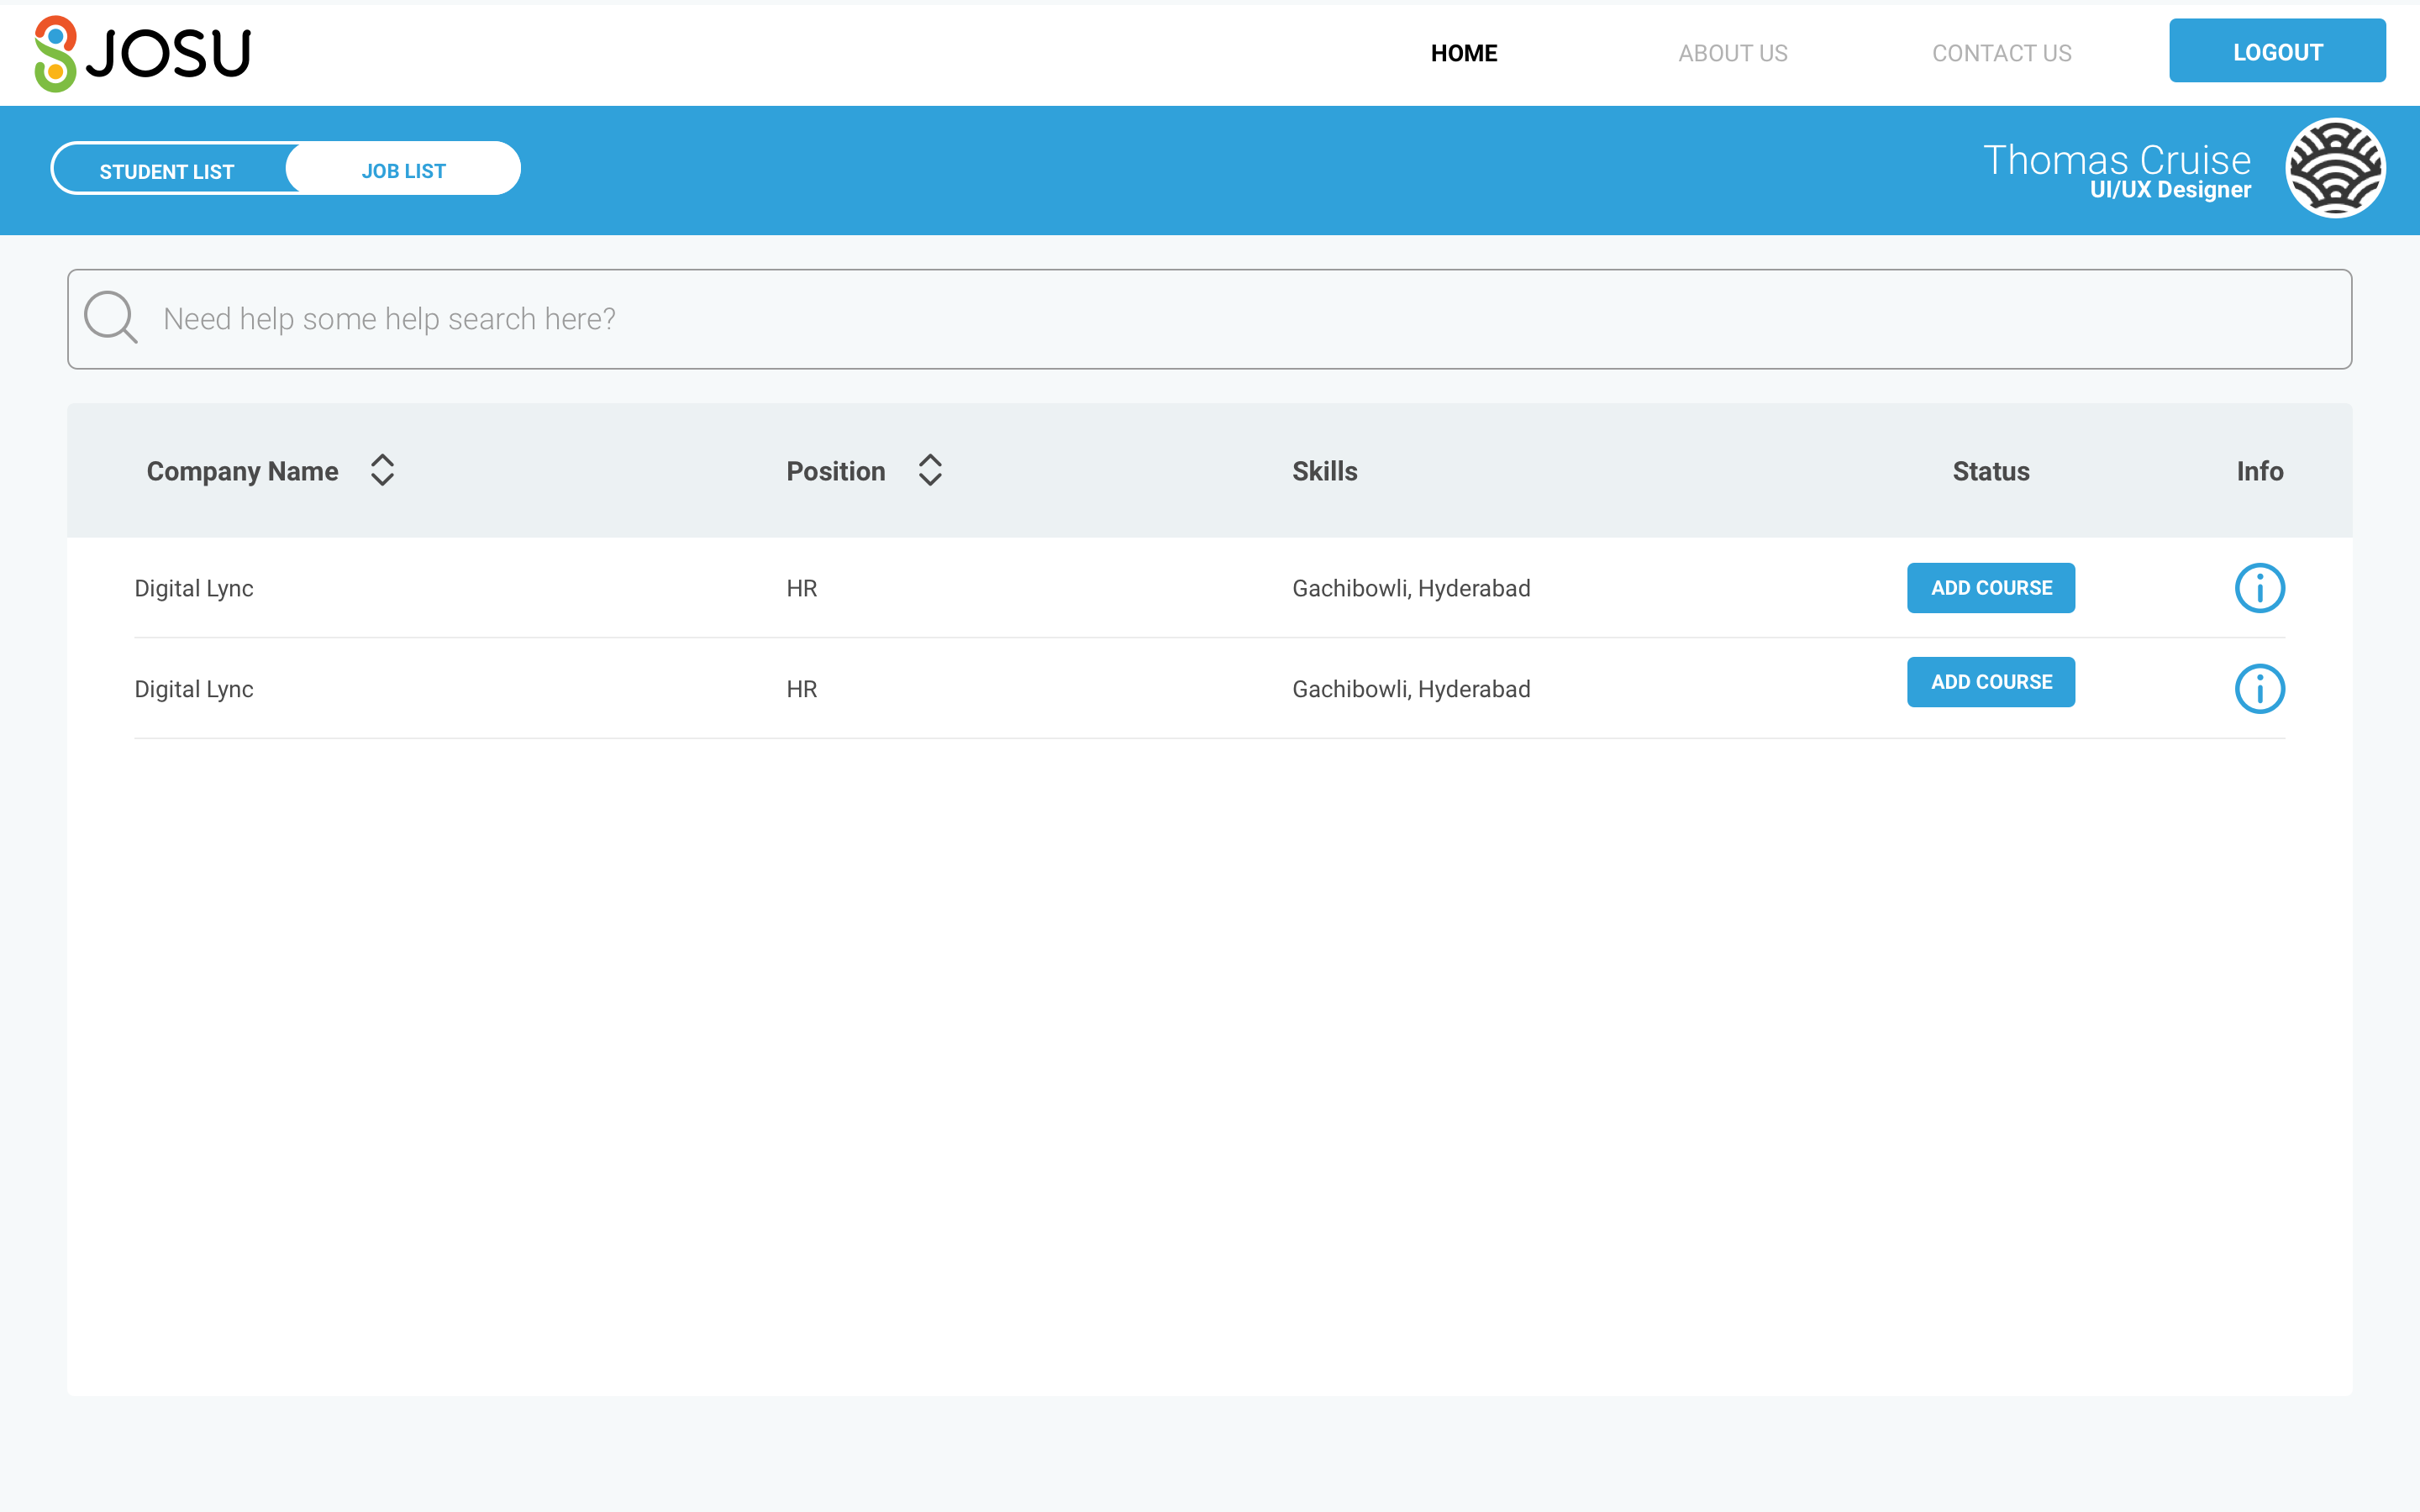 JOSU HOME ABOUT US CONTACT US LOGOUT
STUDENT LIST JOB LIST Thomas Cruise
UI/UX Designer
Need help some help search here?
Company Name Position Skills Status Info
Digital Lync HR Gachibowli, Hyderabad ADD COURSE
Digital Lync HR Gachibowli, Hyderabad ADD COURSE